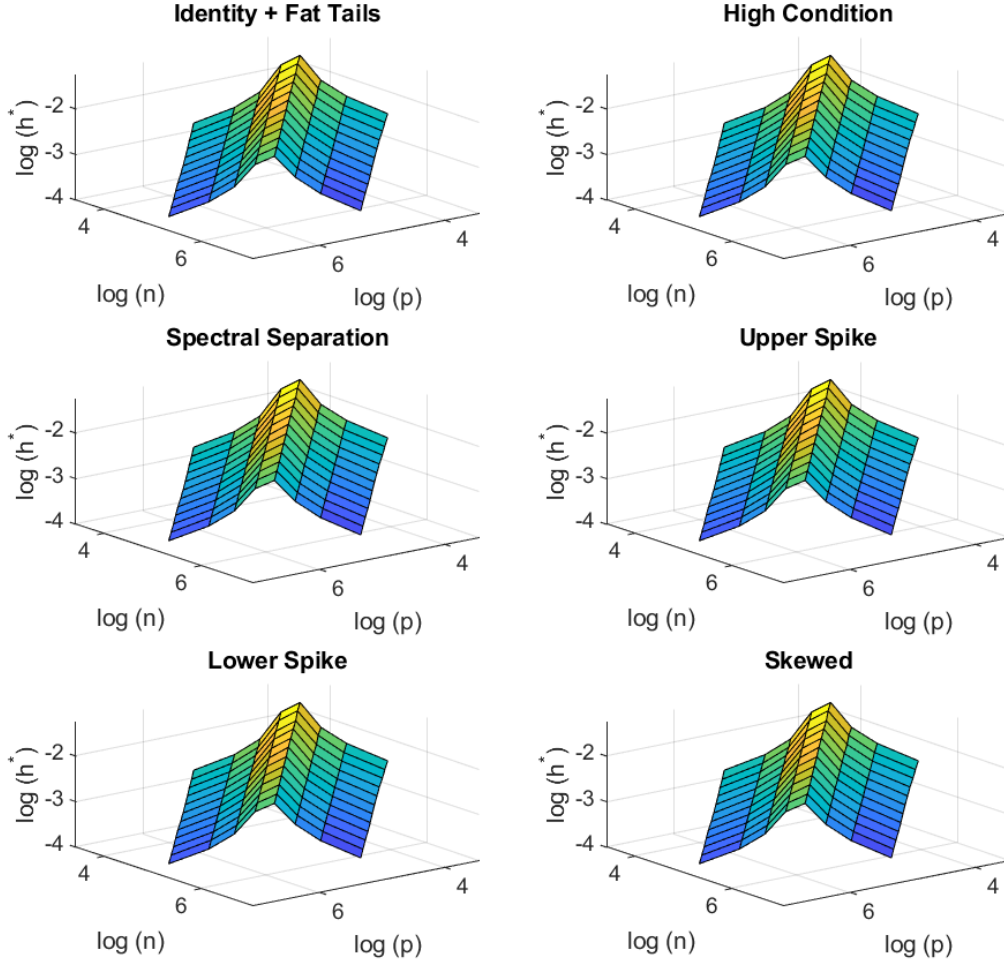 Identity + Fat Tails
log (h*)
-2
-3
-4
4
6
log (n)
6
4
log (p)
High Condition
log (h*)
-2
-3
-4
4
6
log (n)
6
4
log (p)
Spectral Separation
log (h*)
-2
-3
-4
4
6
log (n)
6
4
log (p)
Upper Spike
log (h*)
-2
-3
-4
4
6
log (n)
6
4
log (p)
Lower Spike
log (h*)
-2
-3
-4
4
6
log (n)
6
4
log (p)
Skewed
log (h*)
-2
-3
-4
4
6
log (n)
6
4
log (p)